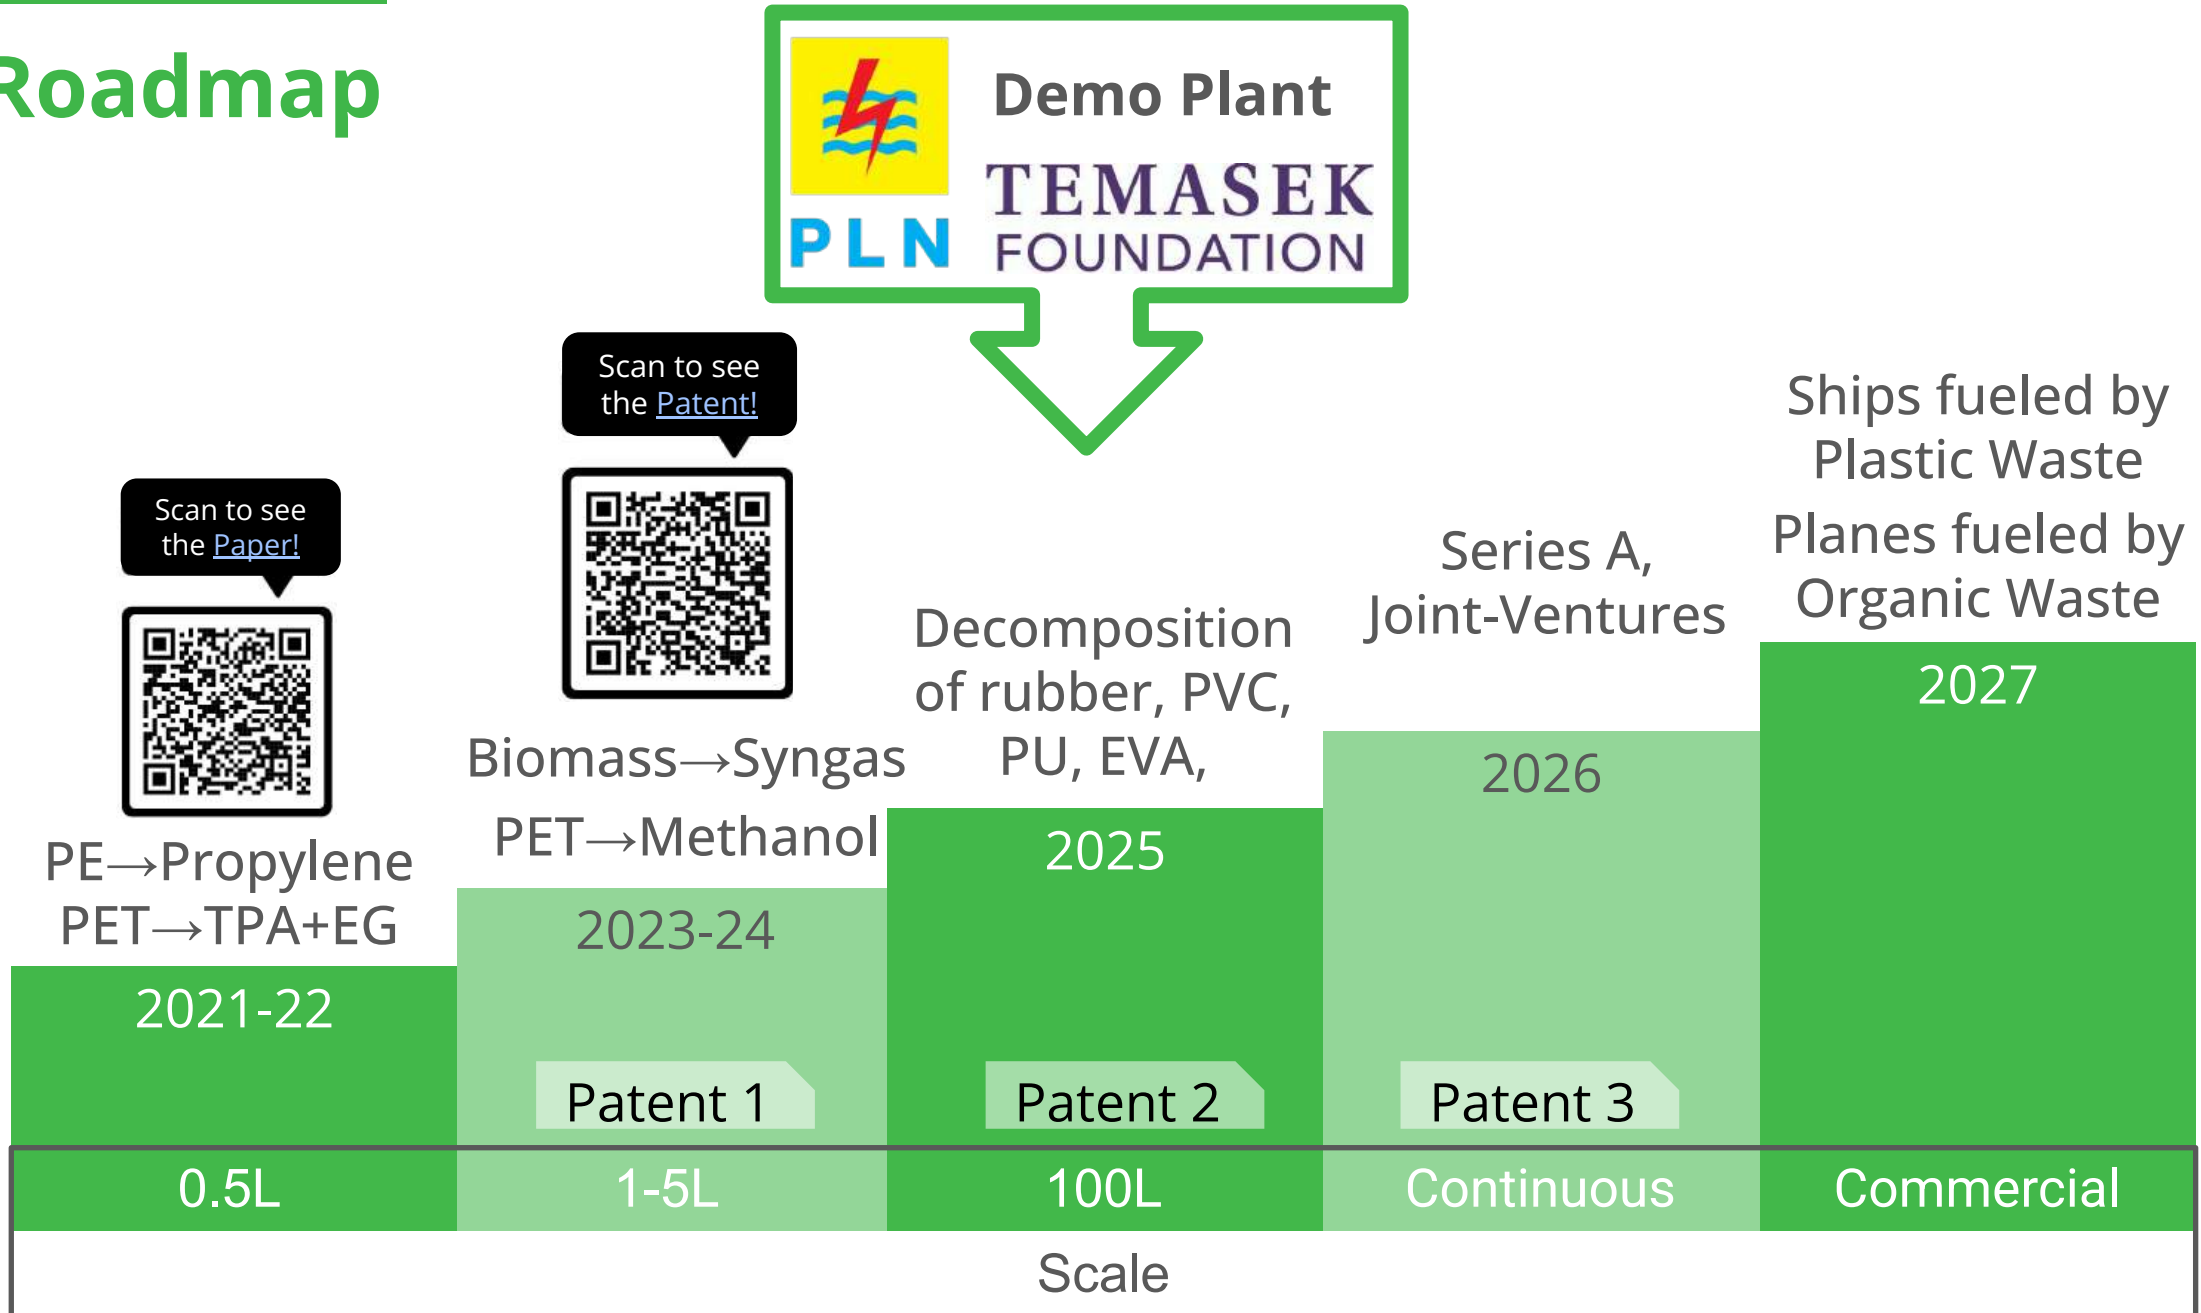 Roadmap
Demo Plant
PLN
TEMASEK
FOUNDATION
Scan to see
the Paper!
PE→Propylene
PET→TPA+EG
2021-22
0.5L
Scan to see
the Patent!
Biomass→Syngas
PET→Methanol
2023-24
Patent 1
1-5L
Decomposition
of rubber, PVC,
PU, EVA,
2025
Patent 2
100L
Series A,
Joint-Ventures
2026
Patent 3
Continuous
Ships fueled by
Plastic Waste
Planes fueled by
Organic Waste
2027
Commercial
Scale